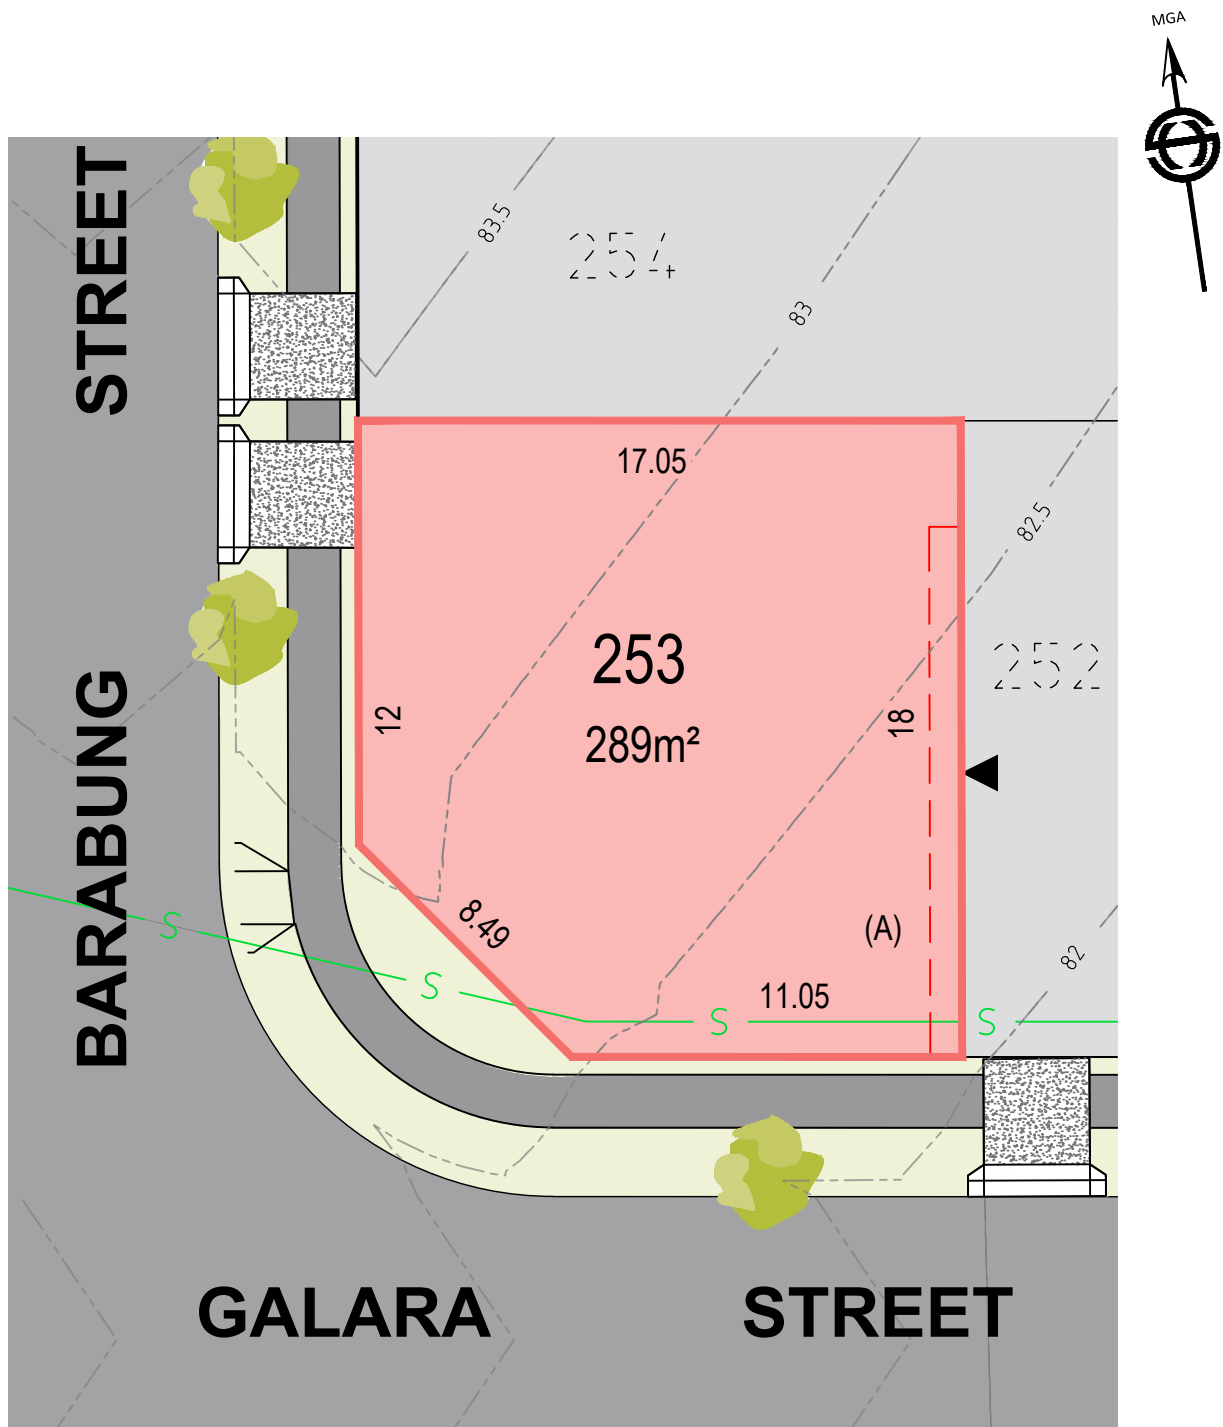 MGA
STREET
83.5
254
83
17.05
82.5
253
252
289m²
12
18
BARABUNG
8.49
(A)
S
S
82
11.05
S
S
GALARA STREET